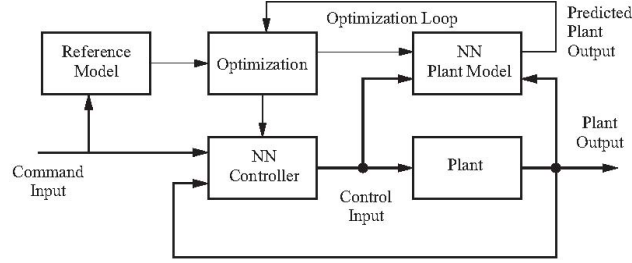 Optimization Loop
Predicted
Plant
Output
Reference
Model
Optimization
NN
Plant Model
Command
Input
NN
Controller
Control
Input
Plant
Plant
Output